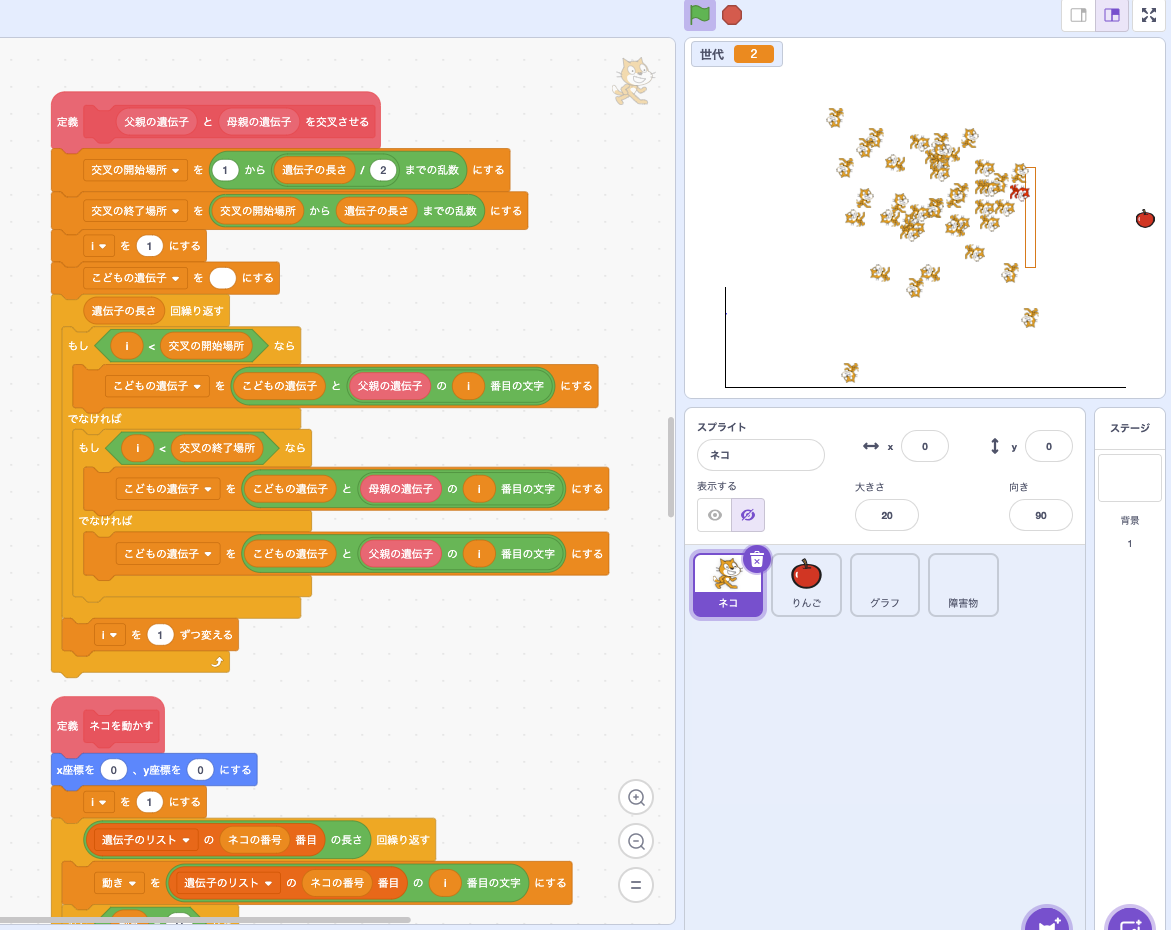 世代 2
定義 父親の遺伝子 と 母親の遺伝子 を交叉させる
交叉の開始場所 を 1 から 遺伝子の長さ / 2 までの乱数 にする
交叉の終了場所 を 交叉の開始場所 から 遺伝子の長さ までの乱数 にする
i を 1 にする
こどもの遺伝子 を にする
遺伝子の長さ 回繰り返す
もし i < 交叉の開始場所 なら
こどもの遺伝子 を こどもの遺伝子 と 父親の遺伝子 の i 番目の文字 にする
でなければ
もし i < 交叉の終了場所 なら
こどもの遺伝子 を こどもの遺伝子 と 母親の遺伝子 の i 番目の文字 にする
でなければ
こどもの遺伝子 を こどもの遺伝子 と 父親の遺伝子 の i 番目の文字 にする
i を 1 ずつ変える
定義 ネコを動かす
x座標を 0 、y座標を 0 にする
i を 1 にする
遺伝子のリスト の ネコの番号 番目 の長さ 回繰り返す
動き を 遺伝子のリスト の ネコの番号 番目 の i 番目の文字 にする
スプライト
ネコ
x 0
y 0
表示する
大きさ
20
向き
90
ネコ
りんご
グラフ
障害物
ステージ
背景
1